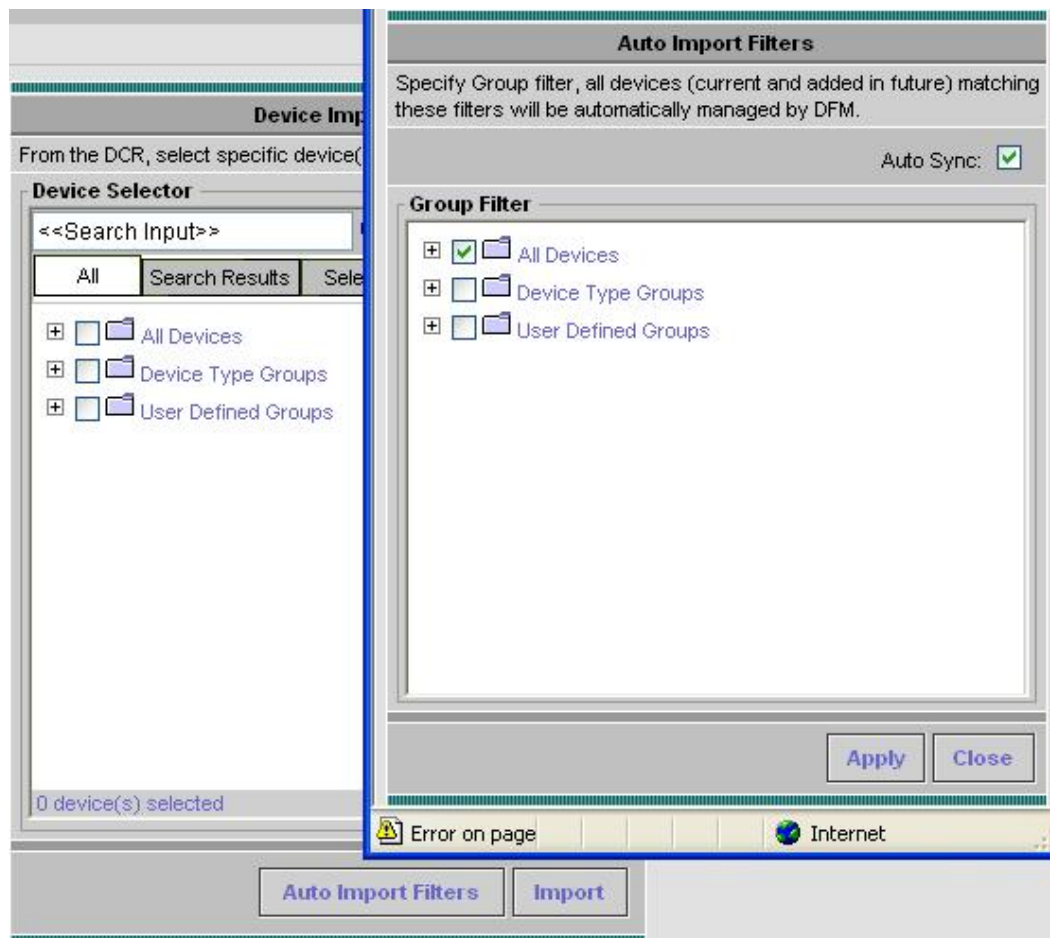 Device Imp
From the DCR, select specific device(
Device Selector
<<Search Input>>
All
Search Results
Sele
All Devices
Device Type Groups
User Defined Groups
0 device(s) selected
Auto Import Filters
Import
Auto Import Filters
Specify Group filter, all devices (current and added in future) matching
these filters will be automatically managed by DFM.
Auto Sync:
Group Filter
All Devices
Device Type Groups
User Defined Groups
Apply
Close
Error on page
Internet